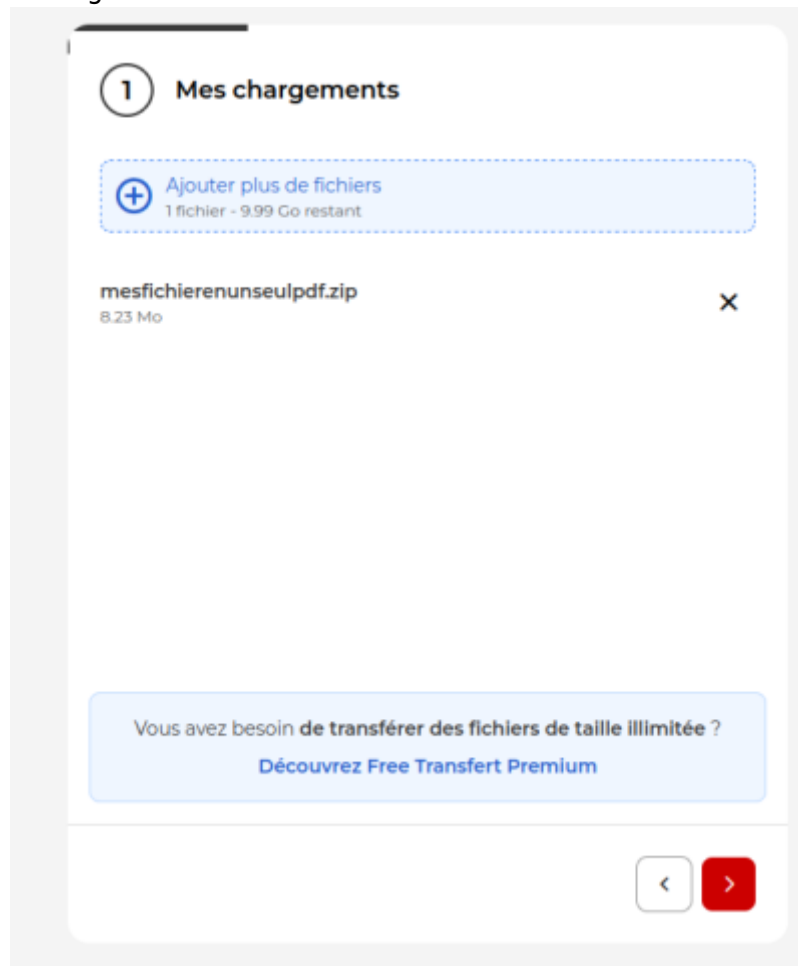 1 Mes chargements
Ajouter plus de fichiers
1 fichier - 9.99 Go restant
mesfichierenunseulpdf.zip
8.23 Mo
Vous avez besoin de transférer des fichiers de taille illimitée ?
Découvrez Free Transfert Premium